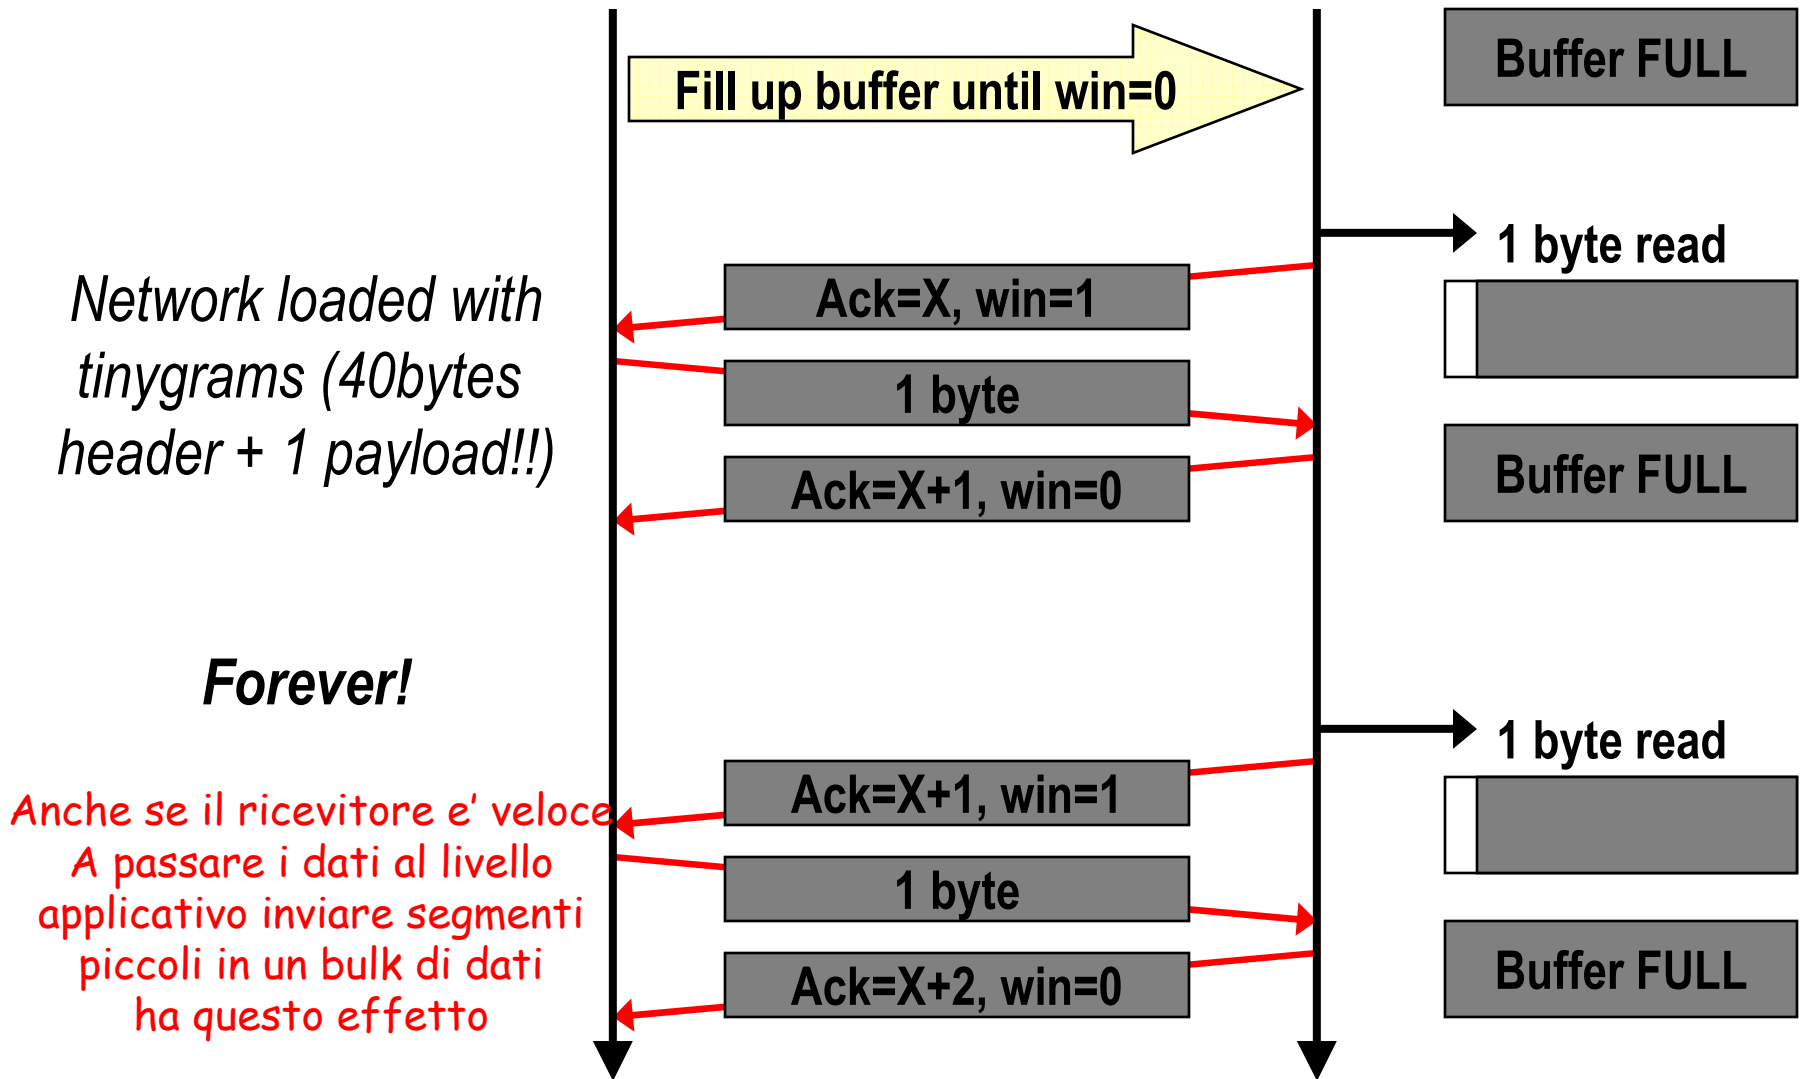 Fill up buffer until win=0
Buffer FULL
1 byte read
Ack=X, win=1
Network loaded with
tinygrams (40bytes
header + 1 payload!!)
1 byte
Ack=X+1, win=0
Buffer FULL
Forever!
1 byte read
Ack=X+1, win=1
Anche se il ricevitore e’ veloce
A passare i dati al livello
applicativo inviare segmenti
piccoli in un bulk di dati
ha questo effetto
1 byte
Ack=X+2, win=0
Buffer FULL